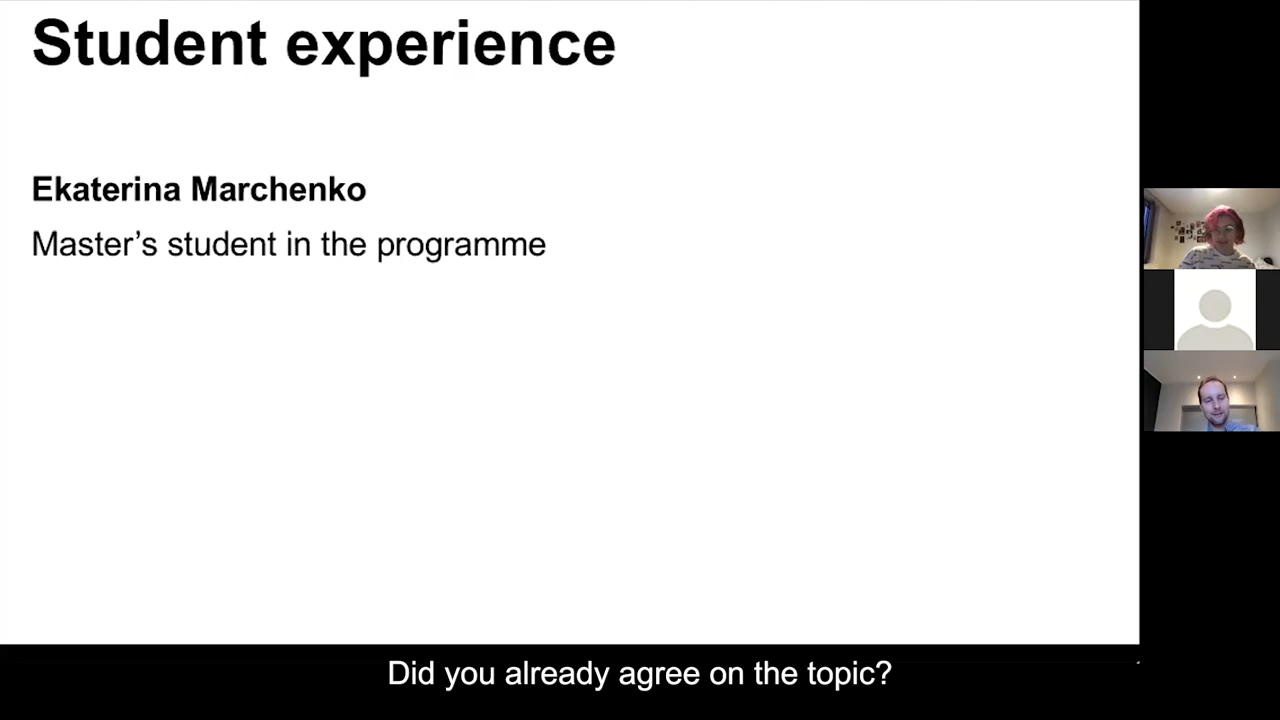 Student experience
Ekaterina Marchenko
Master’s student in the programme
Did you already agree on the topic?